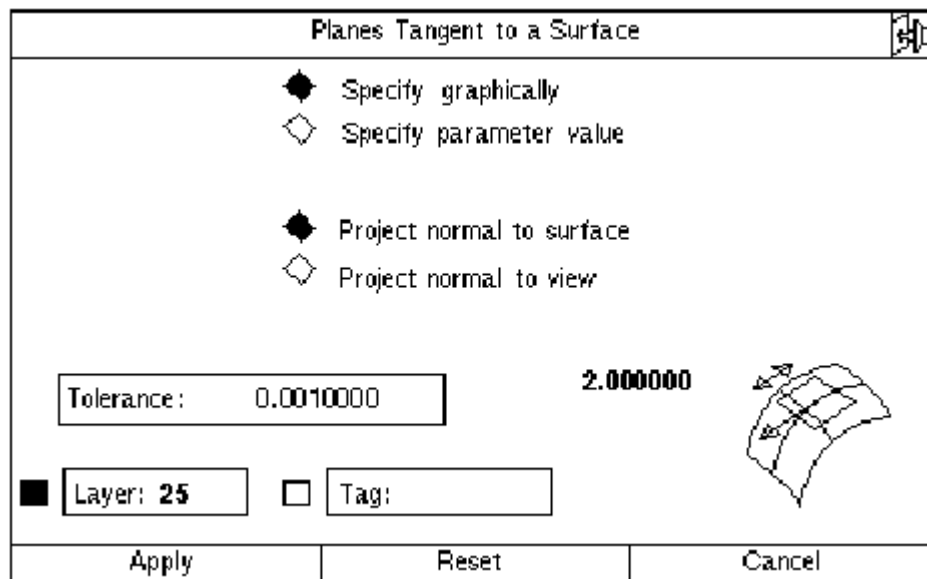 Planes Tangent to a Surface
Specify graphically
Specify parameter value
Project normal to surface
Project normal to view
Tolerance: 0.0010000
2.000000
Layer: 25
Tag:
Apply Reset Cancel